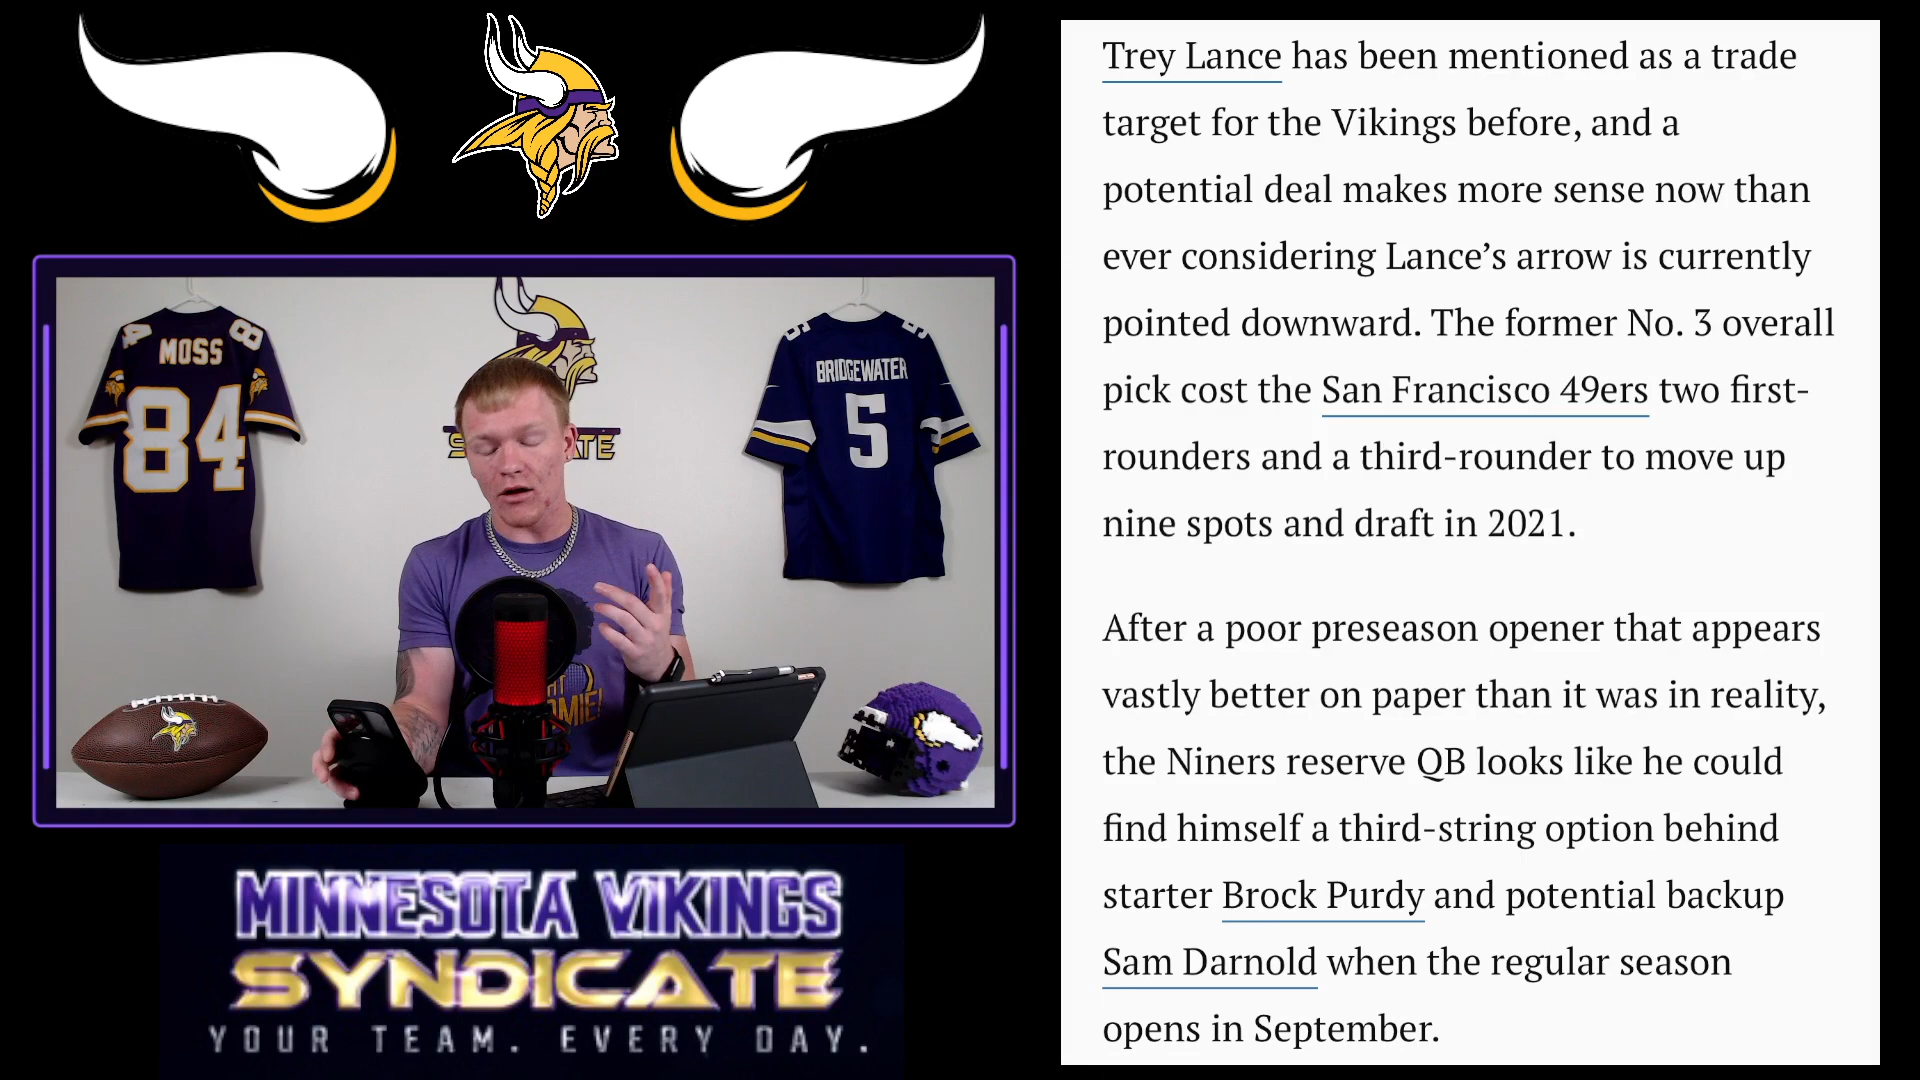 MOSS
84
84
BRIDGEWATER
5
5
5
S
CATE
MINNESOTA VIKINGS
SYNDICATE
YOUR TEAM. EVERY DAY.
Trey Lance has been mentioned as a trade
target for the Vikings before, and a
potential deal makes more sense now than
ever considering Lance’s arrow is currently
pointed downward. The former No. 3 overall
pick cost the San Francisco 49ers two first-
rounders and a third-rounder to move up
nine spots and draft in 2021.
After a poor preseason opener that appears
vastly better on paper than it was in reality,
the Niners reserve QB looks like he could
find himself a third-string option behind
starter Brock Purdy and potential backup
Sam Darnold when the regular season
opens in September.